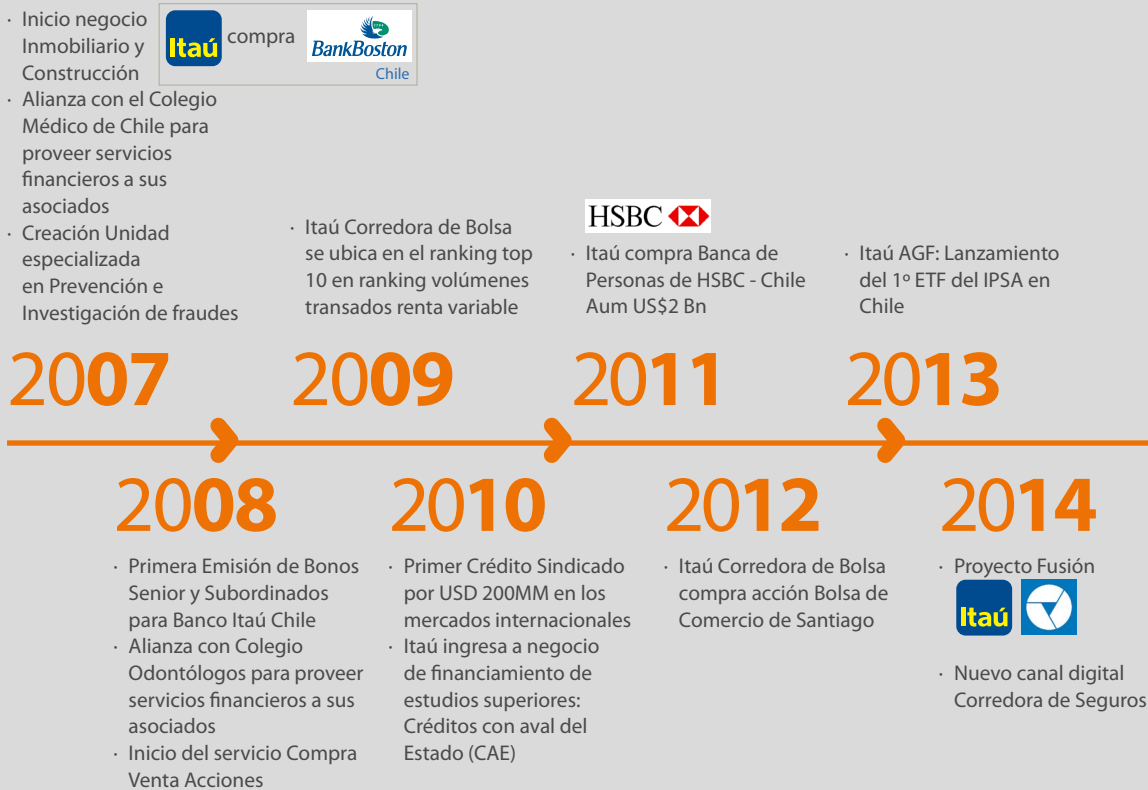 · Inicio negocio
Inmobiliario y
Construcción
· Alianza con el Colegio
Médico de Chile para
proveer servicios
financieros a sus
asociados
· Creación Unidad
especializada
en Prevención e
Investigación de fraudes
Itaú compra BankBoston
Chile
2007
· Primera Emisión de Bonos
Senior y Subordinados
para Banco Itaú Chile
· Alianza con Colegio
Odontólogos para proveer
servicios financieros a sus
asociados
· Inicio del servicio Compra
Venta Acciones
2008
· Itaú Corredora de Bolsa
se ubica en el ranking top
10 en ranking volúmenes
transados renta variable
2009
2010
· Primer Crédito Sindicado
por USD 200MM en los
mercados internacionales
· Itaú ingresa a negocio
de financiamiento de
estudios superiores:
Créditos con aval del
Estado (CAE)
HSBC
· Itaú compra Banca de
Personas de HSBC - Chile
Aum US$2 Bn
2011
2012
· Itaú Corredora de Bolsa
compra acción Bolsa de
Comercio de Santiago
· Itaú AGF: Lanzamiento
del 1º ETF del IPSA en
Chile
2013
2014
· Proyecto Fusión
Itaú
· Nuevo canal digital
Corredora de Seguros